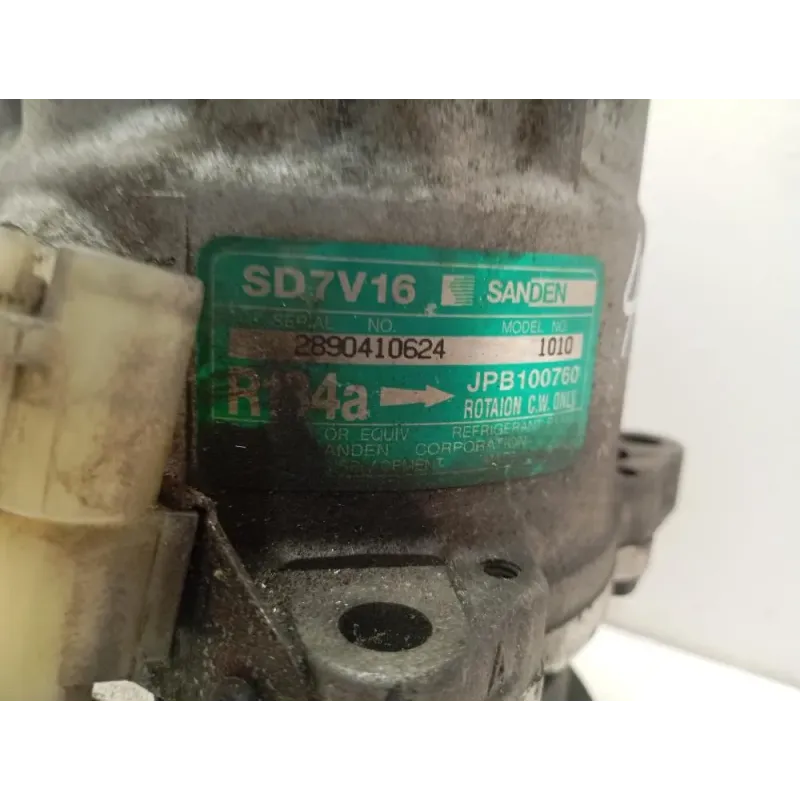 SD7V16 SANDEN
SERIAL NO. MODEL NO.
2890410624 1010
R134a JPB100760
ROTAION C.W. ONLY
OR EQUIV REFRIGERANT
SANDEN CORPORATION